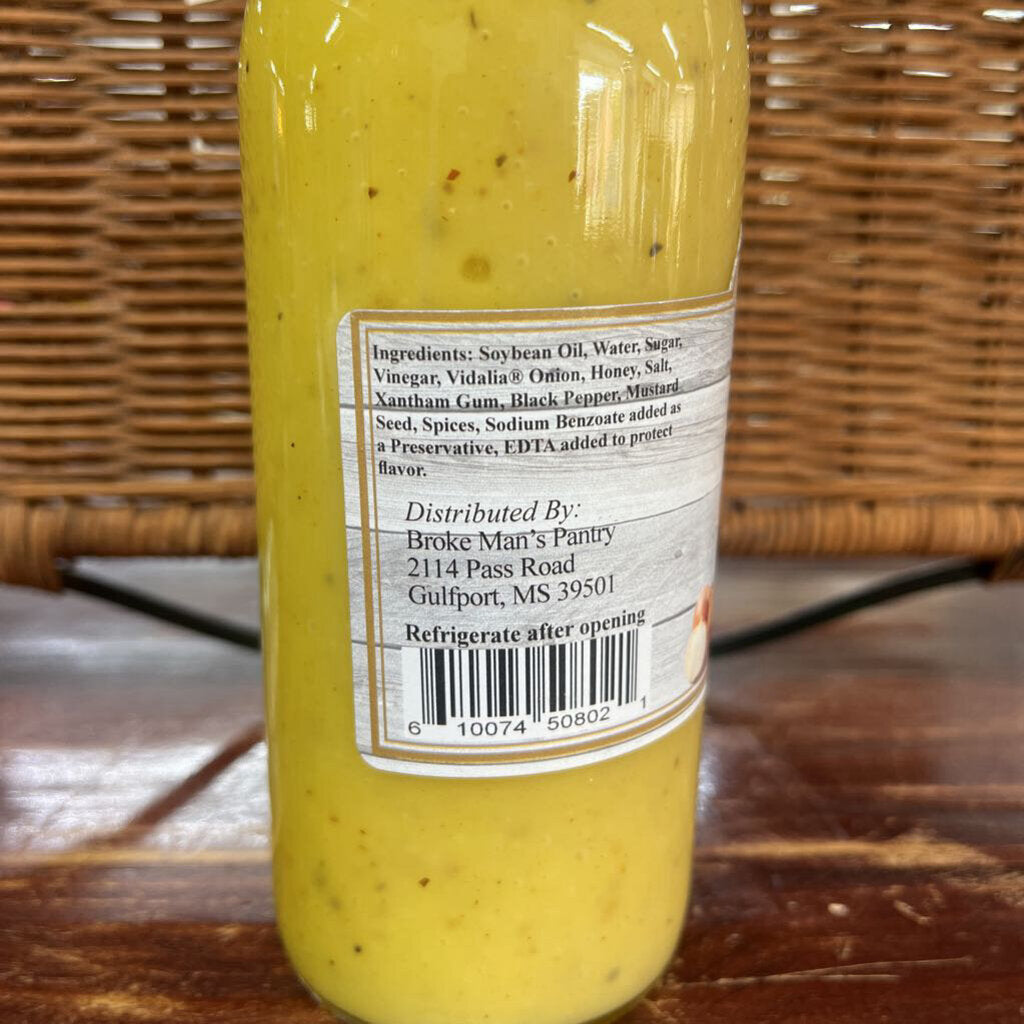 Ingredients: Soybean Oil, Water, Sugar,
Vinegar, Vidalia® Onion, Honey, Salt,
Xantham Gum, Black Pepper, Mustard
Seed, Spices, Sodium Benzoate added as
a Preservative, EDTA added to protect
flavor.
Distributed By:
Broke Man's Pantry
2114 Pass Road
Gulfport, MS 39501
Refrigerate after opening
6 10074 50802 1